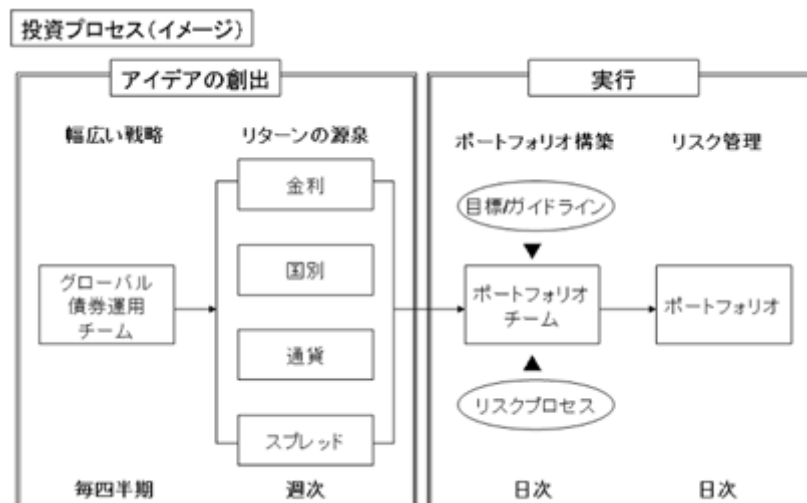 投資プロセス(イメージ)
アイデアの創出
実行
幅広い戦略
リターンの源泉
ポートフォリオ構築
リスク管理
金利
国別
通貨
スプレッド
グローバル
債券運用
チーム
目標/ガイドライン
ポートフォリオ
チーム
リスクプロセス
ポートフォリオ
毎四半期
週次
日次
日次